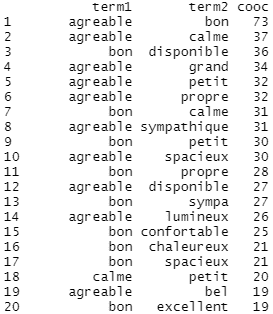 term1 term2 cooc
1 agreable bon 73
2 agreable calme 37
3 bon disponible 36
4 agreable grand 34
5 agreable petit 32
6 agreable propre 32
7 bon calme 31
8 agreable sympathique 31
9 bon petit 30
10 agreable spacieux 30
11 bon propre 28
12 agreable disponible 27
13 bon sympa 27
14 agreable lumineux 26
15 bon confortable 25
16 bon chaleureux 21
17 bon spacieux 21
18 calme petit 20
19 agreable bel 19
20 bon excellent 19